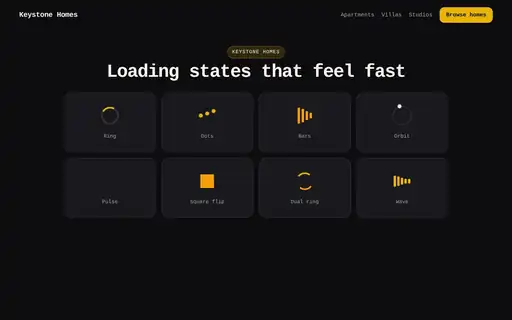 Keystone Homes
Apartments Villas Studios Browse homes
KEYSTONE HOMES
Loading states that feel fast
Ring Dots Bars Orbit
Pulse Square flip Dual ring Wave